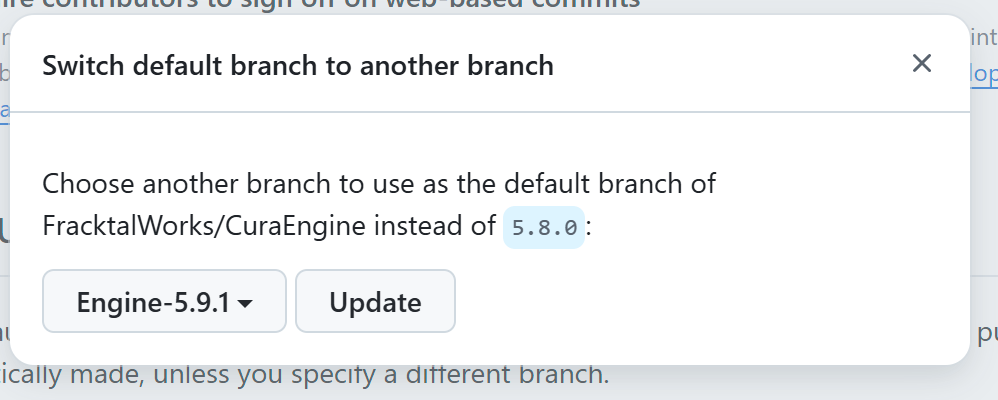 contributors to sign off on web-based commits
Switch default branch to another branch
Choose another branch to use as the default branch of
FracktalWorks/CuraEngine instead of 5.8.0:
Engine-5.9.1
Update
ically made, unless you specify a different branch.